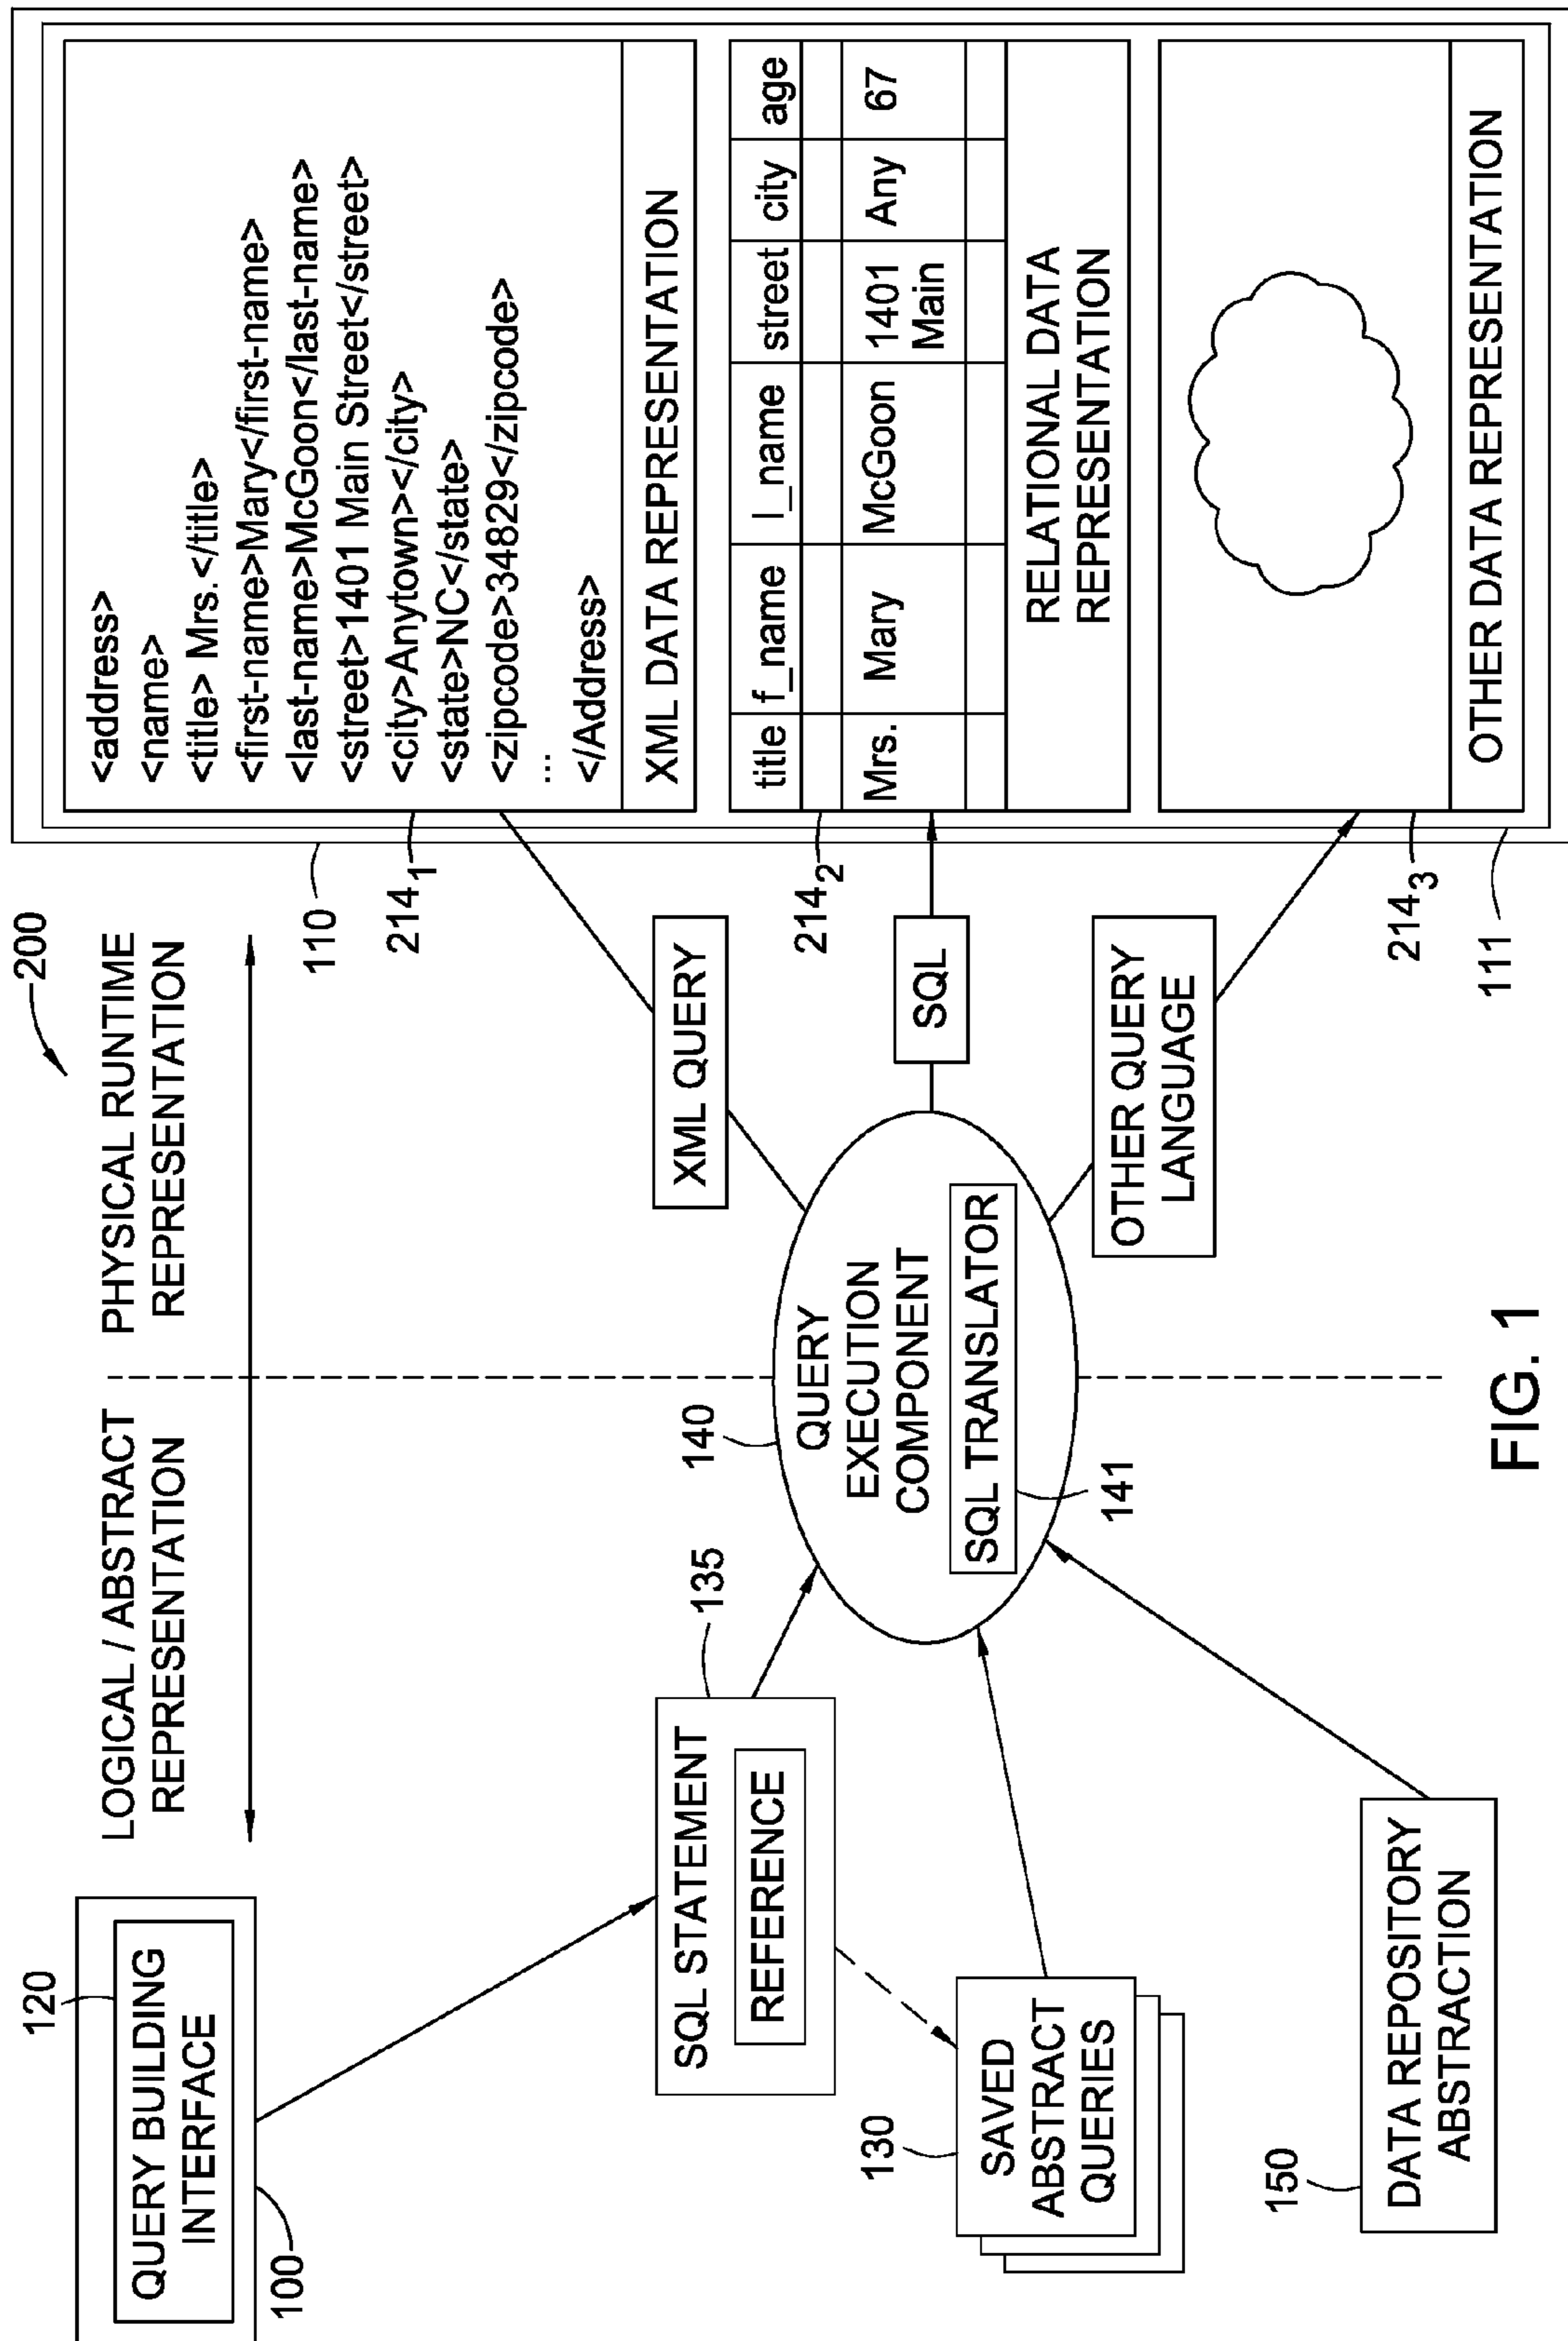 200
LOGICAL / ABSTRACT
REPRESENTATION
PHYSICAL RUNTIME
REPRESENTATION
120
QUERY BUILDING
INTERFACE
100
135
SQL STATEMENT
REFERENCE
130
SAVED
ABSTRACT
QUERIES
150
DATA REPOSITORY
ABSTRACTION
140
QUERY
EXECUTION
COMPONENT
SQL TRANSLATOR
141
XML QUERY
SQL
OTHER QUERY
LANGUAGE
110
214₁
<address>
<name>
<title> Mrs.</title>
<first-name>Mary</first-name>
<last-name>McGoon</last-name>
<street>1401 Main Street</street>
<city>Anytown></city>
<state>NC</state>
<zipcode>34829</zipcode>
...
</Address>
XML DATA REPRESENTATION
214₂
title f_name l_name street city age
Mrs. Mary McGoon 1401 Any 67
Main
RELATIONAL DATA
REPRESENTATION
214₃
OTHER DATA REPRESENTATION
111
FIG. 1